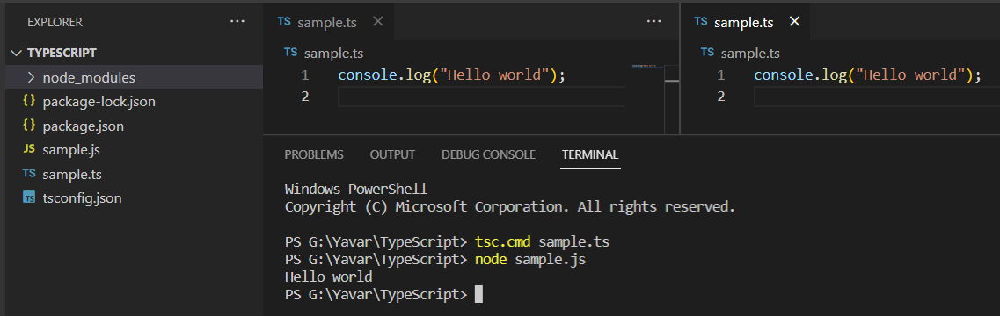 EXPLORER ...
TYPESCRIPT
node_modules
{} package-lock.json
{} package.json
JS sample.js
TS sample.ts
TS tsconfig.json
TS sample.ts ...
TS sample.ts
1 console.log("Hello world");
2
TS sample.ts
TS sample.ts
1 console.log("Hello world");
2
PROBLEMS OUTPUT DEBUG CONSOLE TERMINAL
Windows PowerShell
Copyright (C) Microsoft Corporation. All rights reserved.
PS G:\Yavar\TypeScript> tsc.cmd sample.ts
PS G:\Yavar\TypeScript> node sample.js
Hello world
PS G:\Yavar\TypeScript>